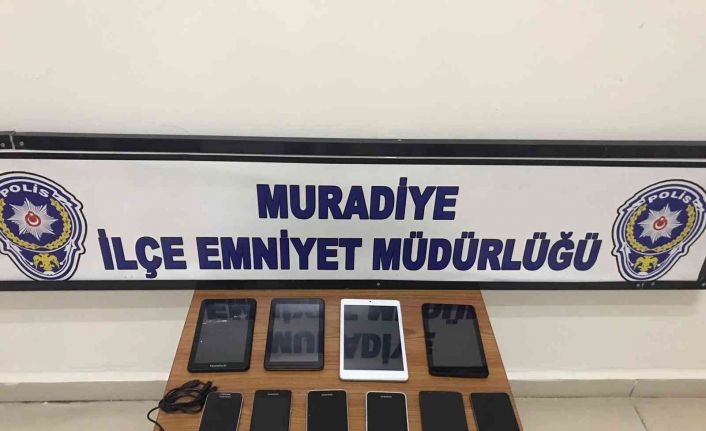 MURADİYE
İLÇE EMNİYET MÜDÜRLÜĞÜ
POLİS
POLİS